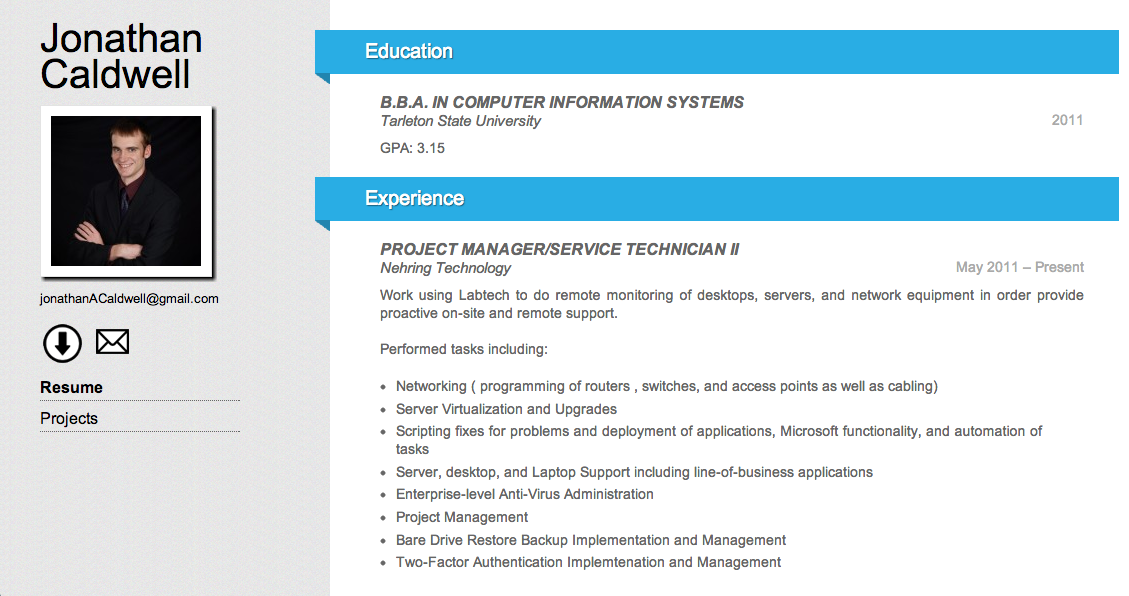 Jonathan
Caldwell
jonathanACaldwell@gmail.com
Resume
Projects
Education
B.B.A. IN COMPUTER INFORMATION SYSTEMS
Tarleton State University
2011
GPA: 3.15
Experience
PROJECT MANAGER/SERVICE TECHNICIAN II
Nehring Technology
May 2011 – Present
Work using Labtech to do remote monitoring of desktops, servers, and network equipment in order provide
proactive on-site and remote support.
Performed tasks including:
• Networking ( programming of routers , switches, and access points as well as cabling)
• Server Virtualization and Upgrades
• Scripting fixes for problems and deployment of applications, Microsoft functionality, and automation of
tasks
• Server, desktop, and Laptop Support including line-of-business applications
• Enterprise-level Anti-Virus Administration
• Project Management
• Bare Drive Restore Backup Implementation and Management
• Two-Factor Authentication Implemtenation and Management